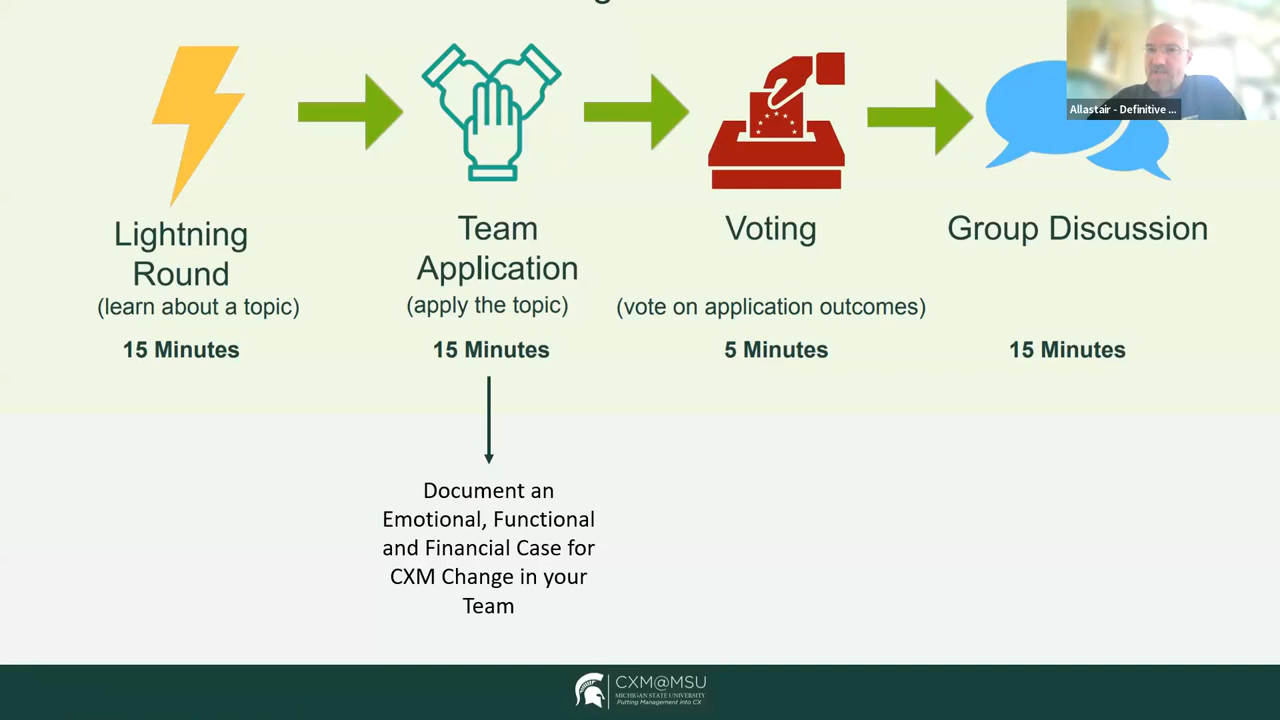 Allastair - Definitive ...
Lightning
Round
(learn about a topic)
15 Minutes
Team
Application
(apply the topic)
15 Minutes
Voting
(vote on application outcomes)
5 Minutes
Group Discussion
15 Minutes
Document an
Emotional, Functional
and Financial Case for
CXM Change in your
Team
CXM@MSU
MICHIGAN STATE UNIVERSITY
Putting Management into CX